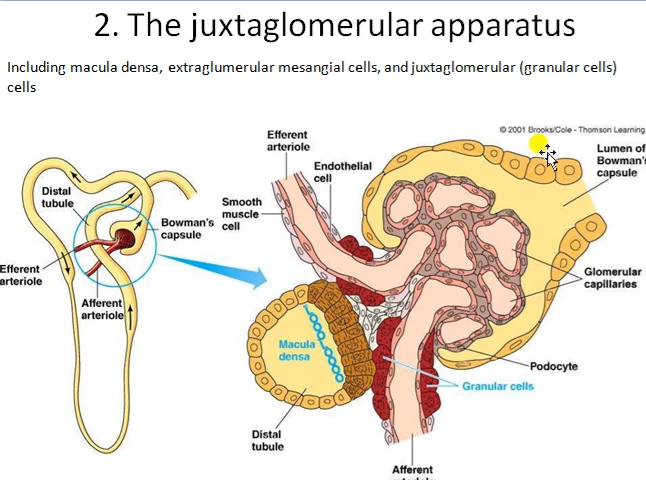 2. The juxtaglomerular apparatus
Including macula densa, extraglumerular mesangial cells, and juxtaglomerular (granular cells)
cells
© 2001 Brooks/Cole - Thomson Learning
Efferent
arteriole
Endothelial
cell
Lumen of
Bowman's
capsule
Smooth
muscle
cell
Distal
tubule
Bowman's
capsule
Efferent
arteriole
Afferent
arteriole
Glomerular
capillaries
Macula
densa
Podocyte
Granular cells
Distal
tubule
Afferent